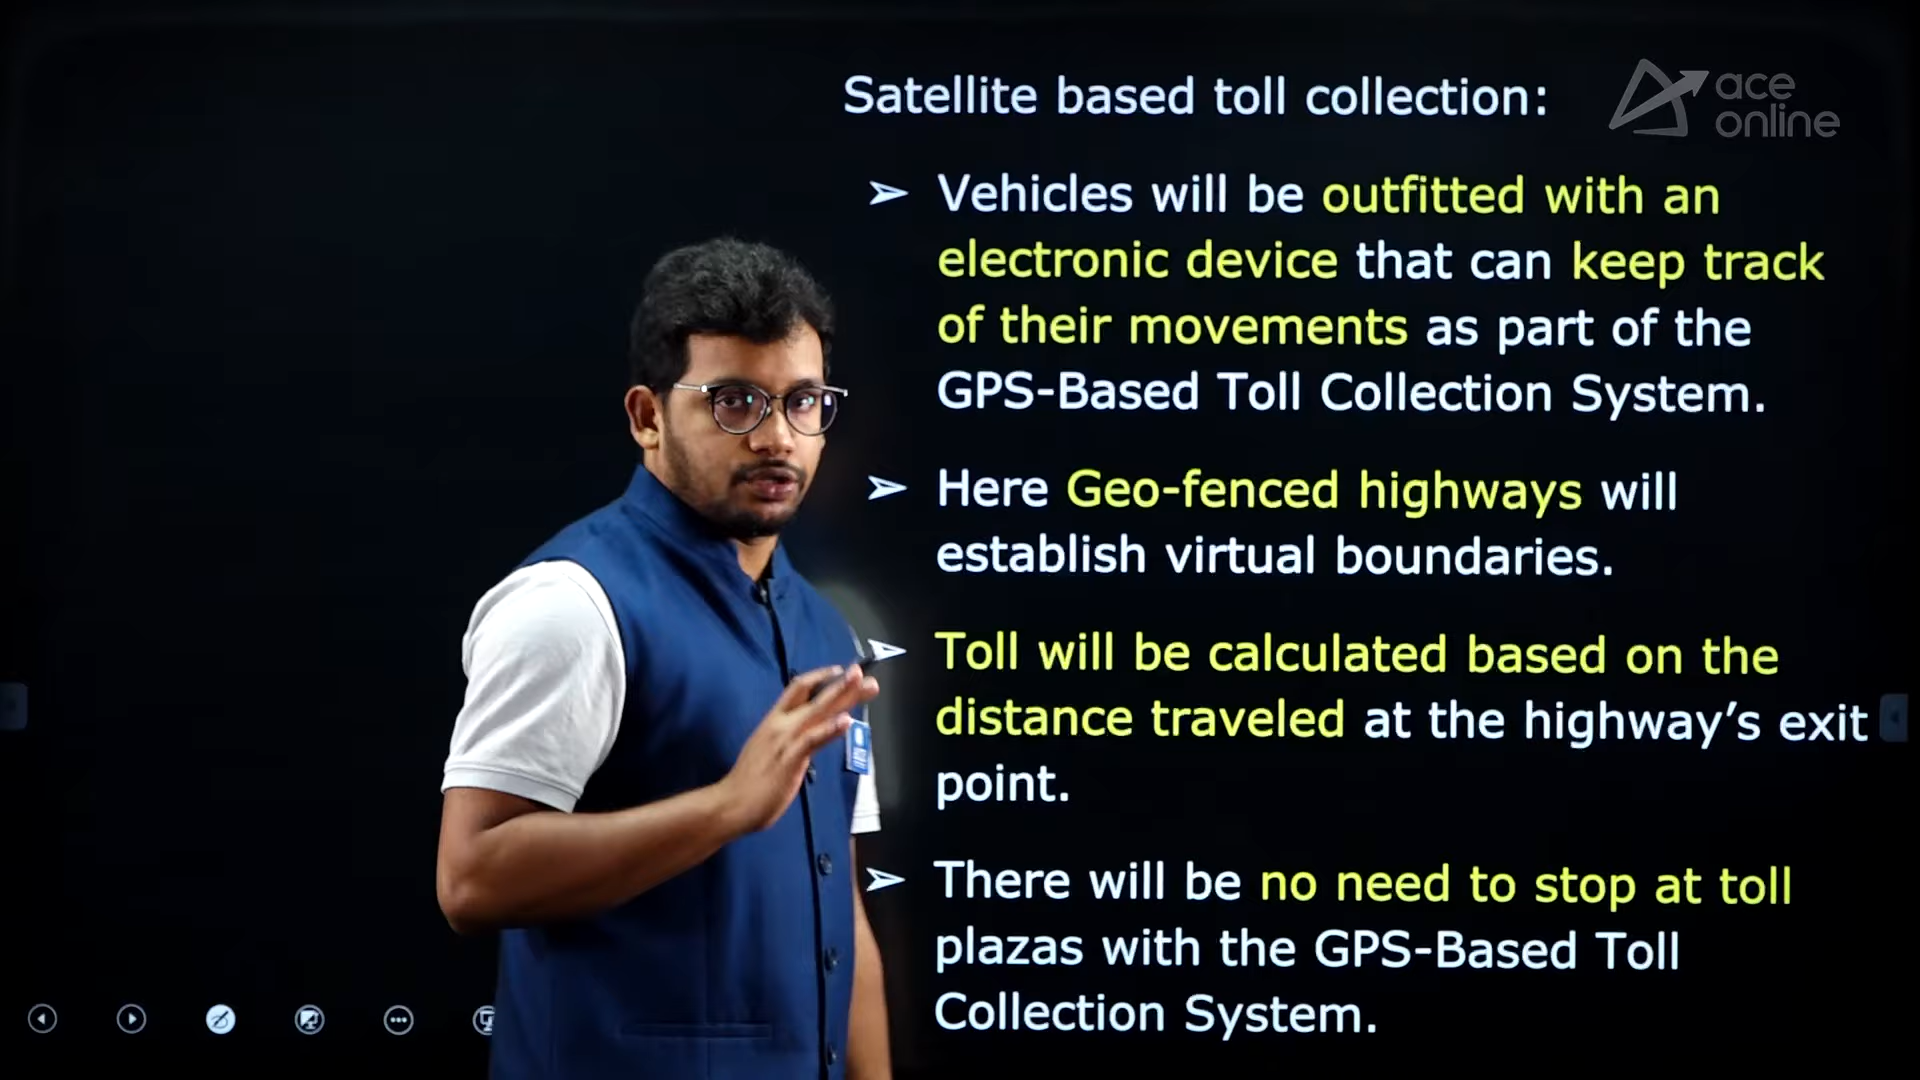 Satellite based toll collection:
ace
online
➢ Vehicles will be outfitted with an
electronic device that can keep track
of their movements as part of the
GPS-Based Toll Collection System.
➢ Here Geo-fenced highways will
establish virtual boundaries.
➢ Toll will be calculated based on the
distance traveled at the highway’s exit
point.
➢ There will be no need to stop at toll
plazas with the GPS-Based Toll
Collection System.